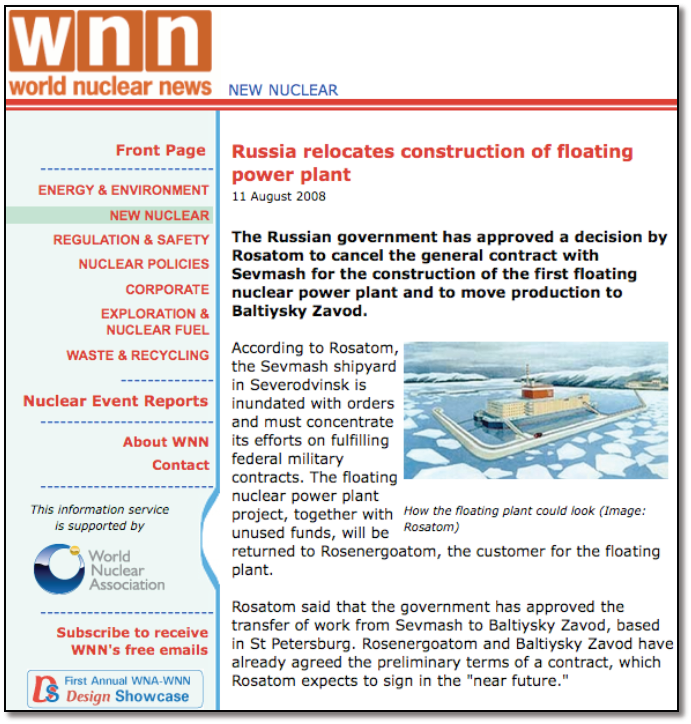 wnn
world nuclear news
NEW NUCLEAR
Front Page
ENERGY & ENVIRONMENT
NEW NUCLEAR
REGULATION & SAFETY
NUCLEAR POLICIES
CORPORATE
EXPLORATION &
NUCLEAR FUEL
WASTE & RECYCLING
Nuclear Event Reports
About WNN
Contact
This information service
is supported by
World
Nuclear
Association
Subscribe to receive
WNN's free emails
DS First Annual WNA-WNN
Design Showcase
Russia relocates construction of floating
power plant
11 August 2008
The Russian government has approved a decision by
Rosatom to cancel the general contract with
Sevmash for the construction of the first floating
nuclear power plant and to move production to
Baltiysky Zavod.
According to Rosatom,
the Sevmash shipyard
in Severodvinsk is
inundated with orders
and must concentrate
its efforts on fulfilling
federal military
contracts. The floating
nuclear power plant
project, together with
unused funds, will be
returned to Rosenergoatom, the customer for the floating
plant.
How the floating plant could look (Image:
Rosatom)
Rosatom said that the government has approved the
transfer of work from Sevmash to Baltiysky Zavod, based
in St Petersburg. Rosenergoatom and Baltiysky Zavod have
already agreed the preliminary terms of a contract, which
Rosatom expects to sign in the "near future."